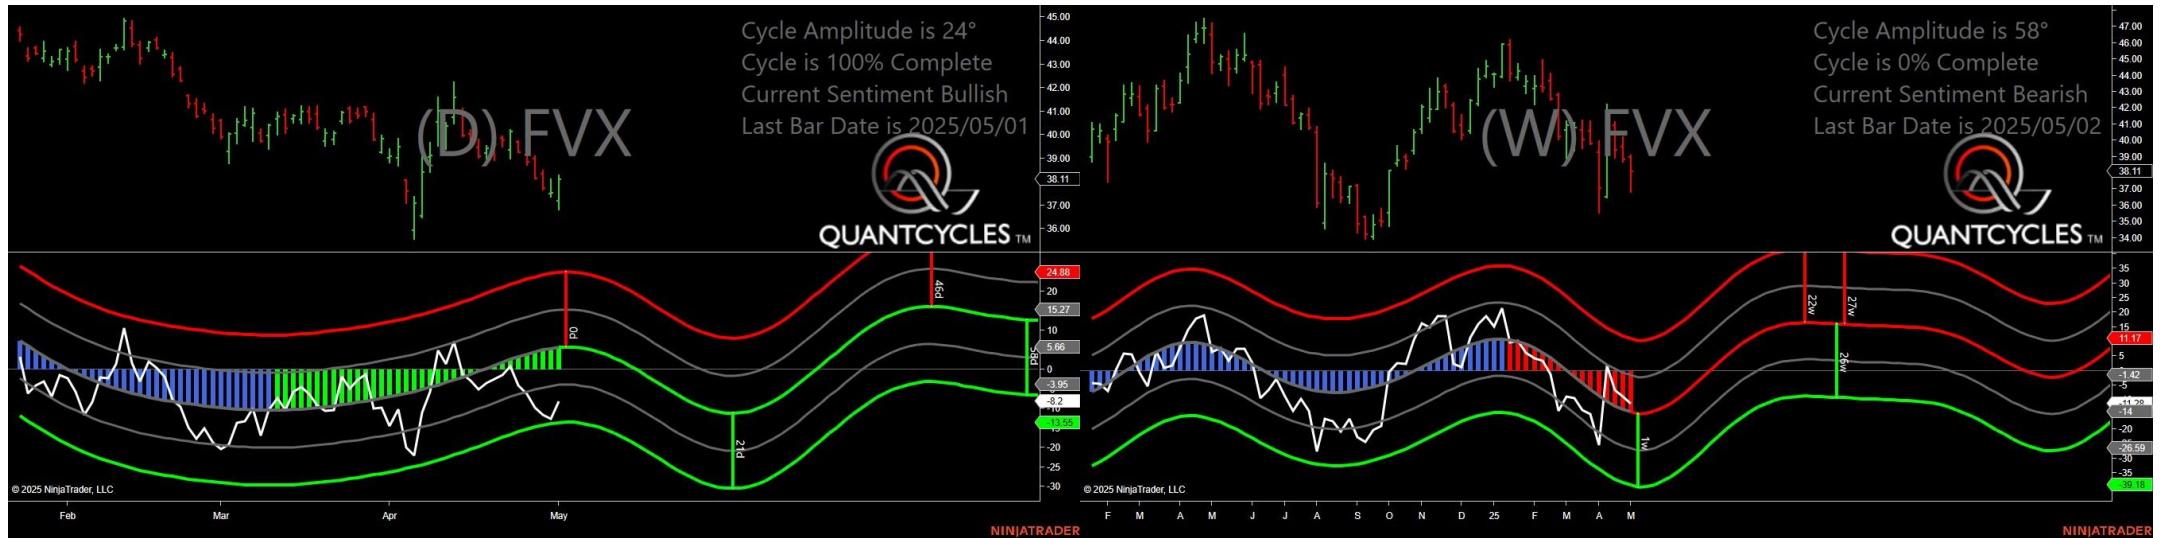 Cycle Amplitude is 24°
Cycle is 100% Complete
Current Sentiment Bullish
Last Bar Date is 2025/05/01
(D) FVX
QUANTCYCLES TM
45.00
44.00
43.00
42.00
41.00
40.00
39.00
38.11
37.00
36.00
24.88
20
15.27
10
5.66
0
-3.95
-8.2
-13.55
-20
-25
-30
0d
21d
46d
58d
© 2025 NinjaTrader, LLC
Feb
Mar
Apr
May
NINJATRADER
Cycle Amplitude is 58°
Cycle is 0% Complete
Current Sentiment Bearish
Last Bar Date is 2025/05/02
(W) FVX
QUANTCYCLES TM
47.00
46.00
45.00
44.00
43.00
42.00
41.00
40.00
39.00
38.11
37.00
36.00
35.00
34.00
35
30
25
20
15
11.17
5
-1.42
-5
-11.28
-14
-20
-26.59
-30
-35
-39.18
1w
22w
27w
26w
© 2025 NinjaTrader, LLC
F
M
A
M
J
J
A
S
O
N
D
25
F
M
A
M
NINJATRADER